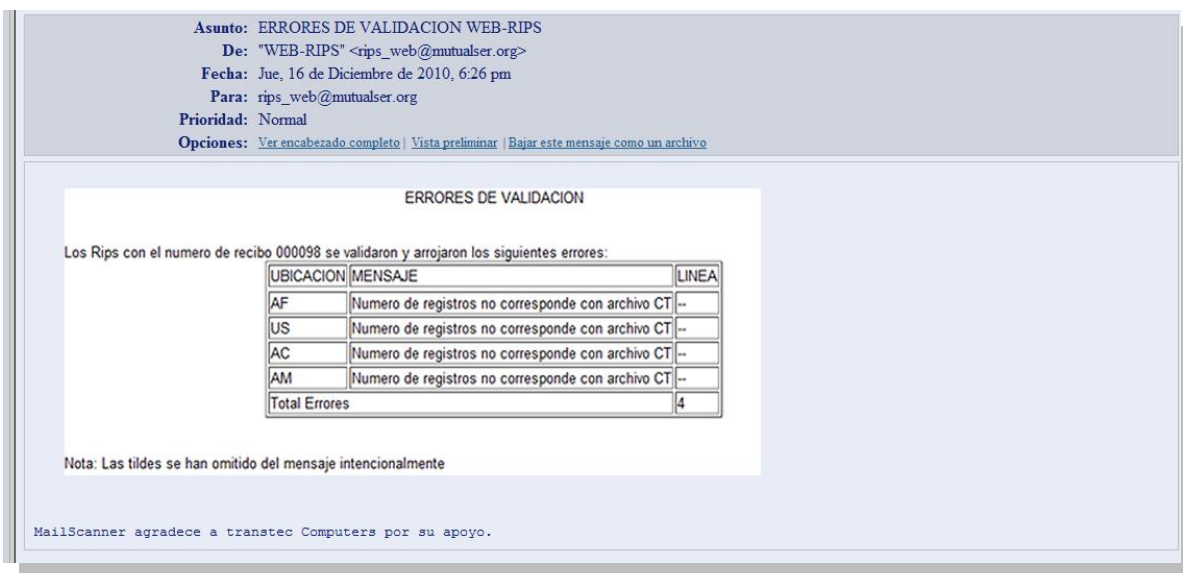 Asunto: ERRORES DE VALIDACION WEB-RIPS
De: "WEB-RIPS" <rips_web@mutualser.org>
Fecha: Jue, 16 de Diciembre de 2010, 6:26 pm
Para: rips_web@mutualser.org
Prioridad: Normal
Opciones: Ver encabezado completo | Vista preliminar | Bajar este mensaje como un archivo
ERRORES DE VALIDACION
Los Rips con el numero de recibo 000098 se validaron y arrojaron los siguientes errores:
UBICACION MENSAJE LINEA
AF Numero de registros no corresponde con archivo CT --
US Numero de registros no corresponde con archivo CT --
AC Numero de registros no corresponde con archivo CT --
AM Numero de registros no corresponde con archivo CT --
Total Errores 4
Nota: Las tildes se han omitido del mensaje intencionalmente
MailScanner agradece a transtec Computers por su apoyo.